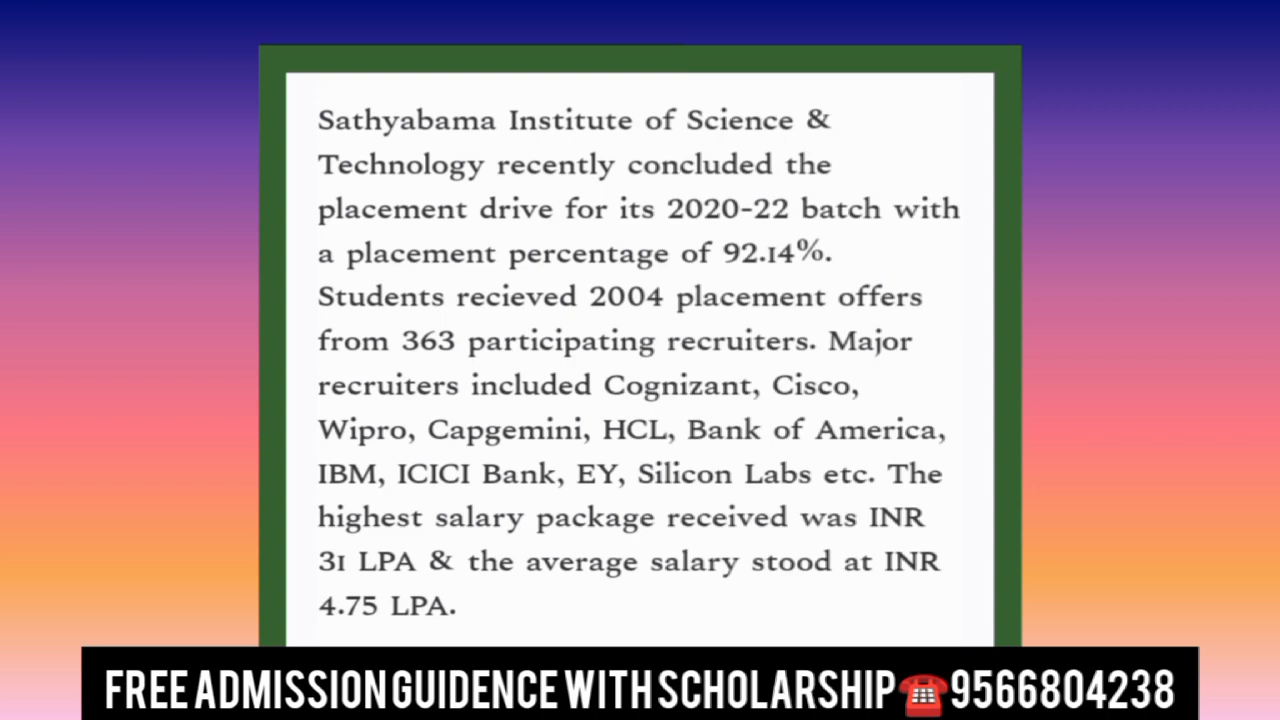 Sathyabama Institute of Science &
Technology recently concluded the
placement drive for its 2020-22 batch with
a placement percentage of 92.14%.
Students recieved 2004 placement offers
from 363 participating recruiters. Major
recruiters included Cognizant, Cisco,
Wipro, Capgemini, HCL, Bank of America,
IBM, ICICI Bank, EY, Silicon Labs etc. The
highest salary package received was INR
31 LPA & the average salary stood at INR
4.75 LPA.
FREE ADMISSION GUIDENCE WITH SCHOLARSHIP☎️9566804238